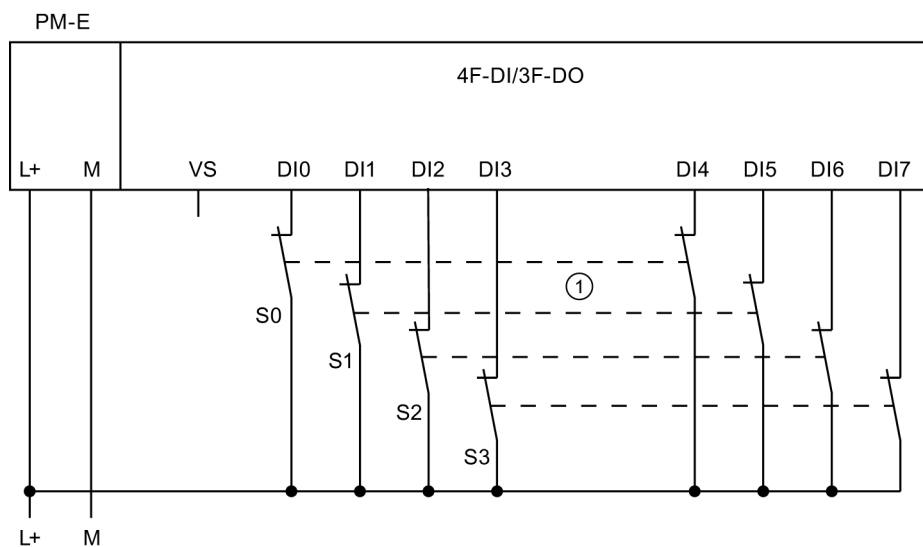 PM-E
4F-DI/3F-DO
L+ M VS DI0 DI1 DI2 DI3 DI4 DI5 DI6 DI7
1
S0
S1
S2
S3
L+ M